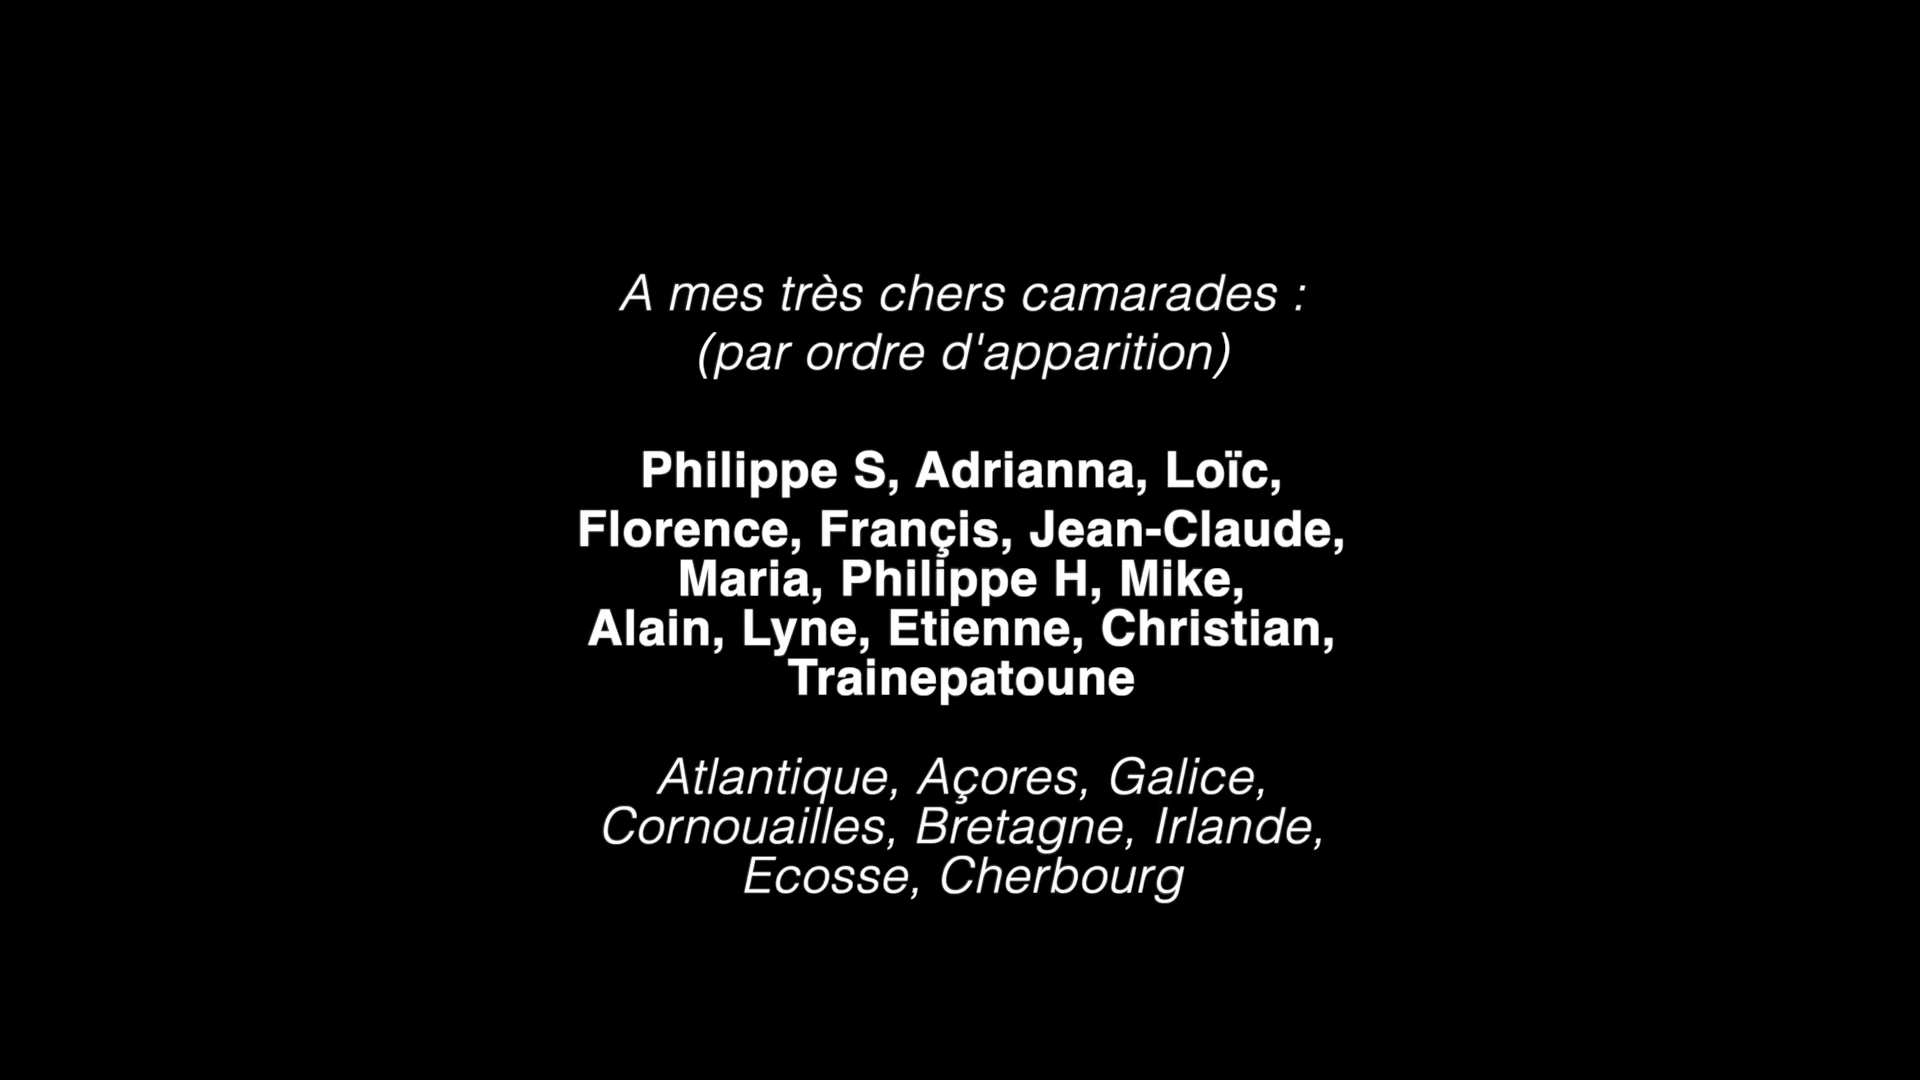 A mes très chers camarades :
(par ordre d'apparition)
Philippe S, Adrianna, Loïc,
Florence, Françis, Jean-Claude,
Maria, Philippe H, Mike,
Alain, Lyne, Etienne, Christian,
Trainepatoune
Atlantique, Açores, Galice,
Cornouailles, Bretagne, Irlande,
Ecosse, Cherbourg